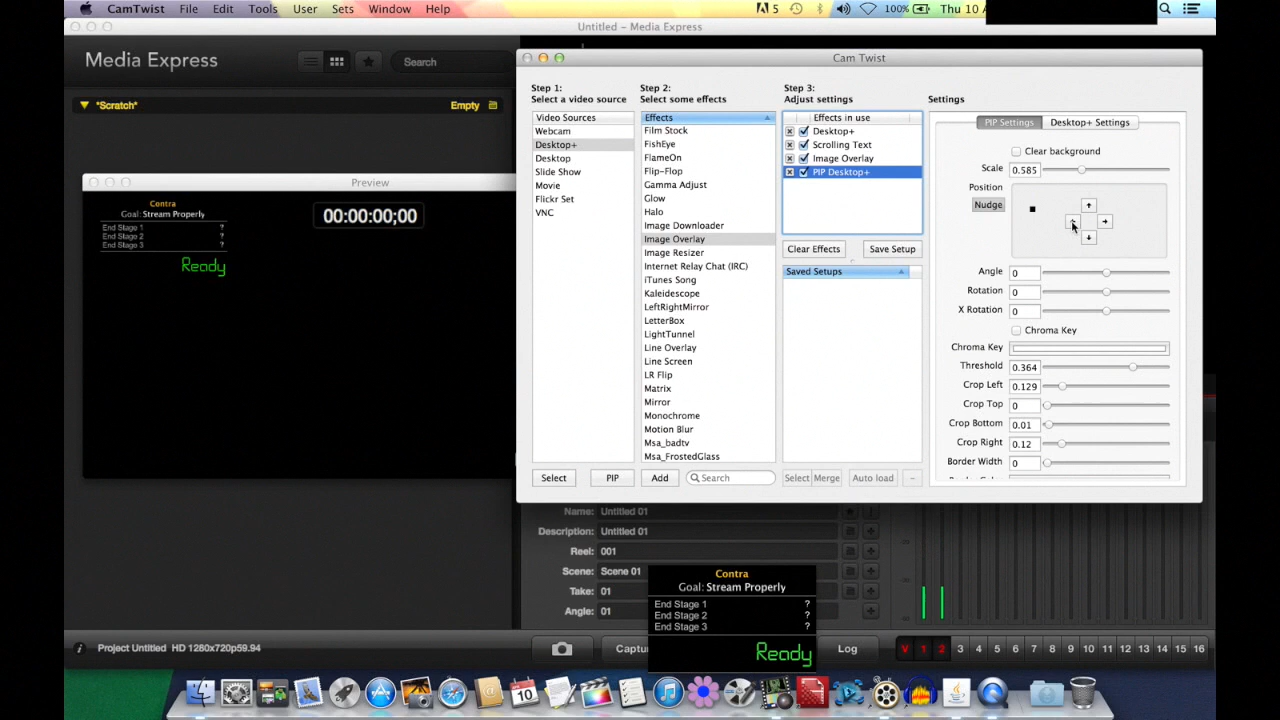 CamTwist File Edit Tools User Sets Window Help 5 100% Thu 10
Untitled – Media Express
Media Express
Search
*Scratch*
Empty
Preview
Contra
Goal: Stream Properly
End Stage 1 ?
End Stage 2 ?
End Stage 3 ?
Ready
00:00:00;00
Cam Twist
Step 1:
Select a video source
Video Sources
Webcam
Desktop+
Desktop
Slide Show
Movie
Flickr Set
VNC
Select
PIP
Step 2:
Select some effects
Effects
Film Stock
FishEye
FlameOn
Flip-Flop
Gamma Adjust
Glow
Halo
Image Downloader
Image Overlay
Image Resizer
Internet Relay Chat (IRC)
iTunes Song
Kaleidescope
LeftRightMirror
LetterBox
LightTunnel
Line Overlay
Line Screen
LR Flip
Matrix
Mirror
Monochrome
Motion Blur
Msa_badtv
Msa_FrostedGlass
Add
Search
Step 3:
Adjust settings
Effects in use
Desktop+
Scrolling Text
Image Overlay
PIP Desktop+
Clear Effects
Save Setup
Saved Setups
Select
Merge
Auto load
Settings
PIP Settings
Desktop+ Settings
Clear background
Scale 0.585
Position
Nudge
Angle 0
Rotation 0
X Rotation 0
Chroma Key
Chroma Key
Threshold 0.364
Crop Left 0.129
Crop Top 0
Crop Bottom 0.01
Crop Right 0.12
Border Width 0
Name: Untitled 01
Description: Untitled 01
Reel: 001
Scene: Scene 01
Take: 01
Angle: 01
Contra
Goal: Stream Properly
End Stage 1 ?
End Stage 2 ?
End Stage 3 ?
Ready
Project Untitled HD 1280x720p59.94
Log
V 1 2 3 4 5 6 7 8 9 10 11 12 13 14 15 16
10